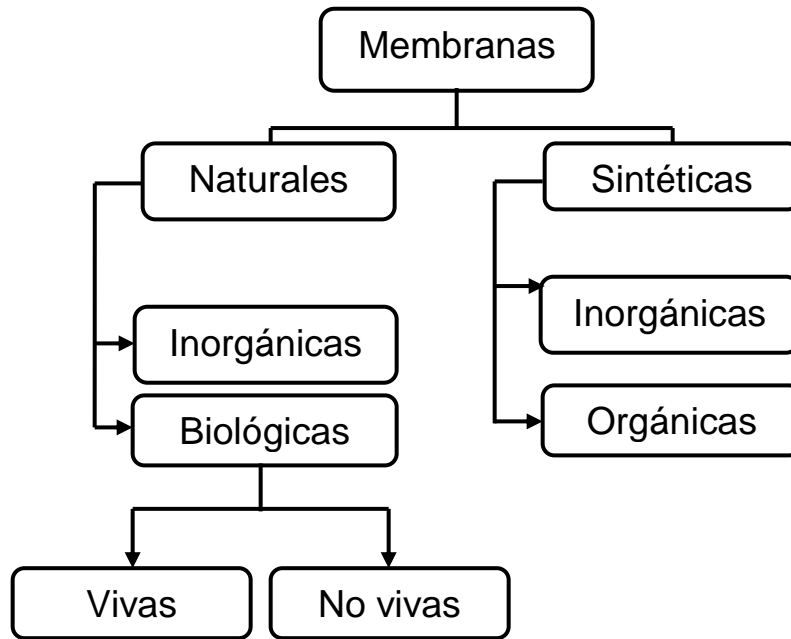 Membranas
Naturales
Sintéticas
Inorgánicas
Inorgánicas
Biológicas
Orgánicas
Vivas
No vivas